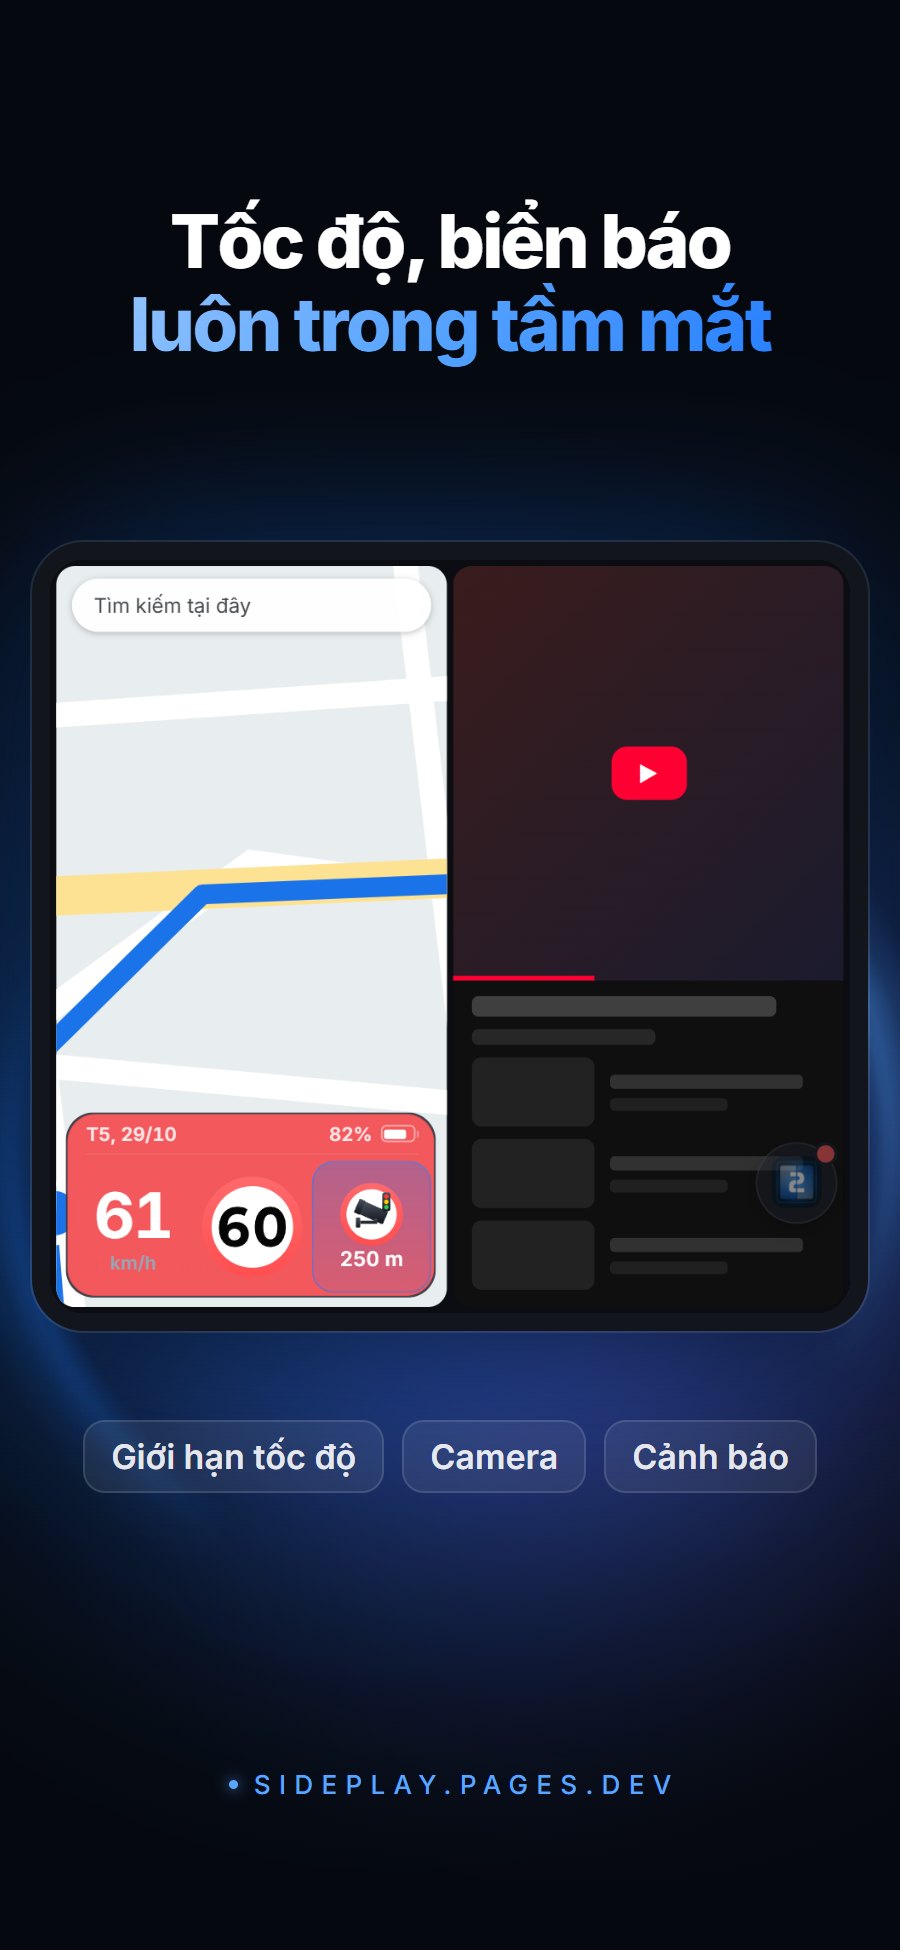 Tốc độ, biển báo
luôn trong tầm mắt
Tìm kiếm tại đây
T5, 29/10
82%
61
km/h
60
250 m
Giới hạn tốc độ
Camera
Cảnh báo
SIDEPLAY.PAGES.DEV